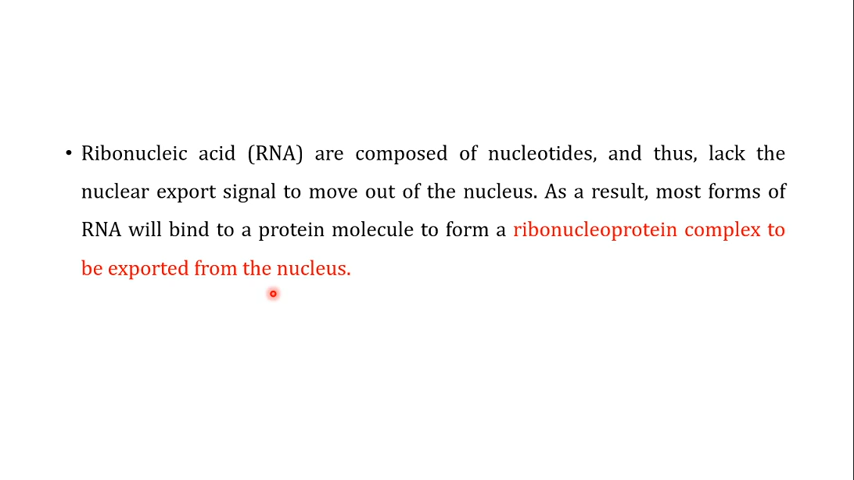 • Ribonucleic acid (RNA) are composed of nucleotides, and thus, lack the
nuclear export signal to move out of the nucleus. As a result, most forms of
RNA will bind to a protein molecule to form a ribonucleoprotein complex to
be exported from the nucleus.